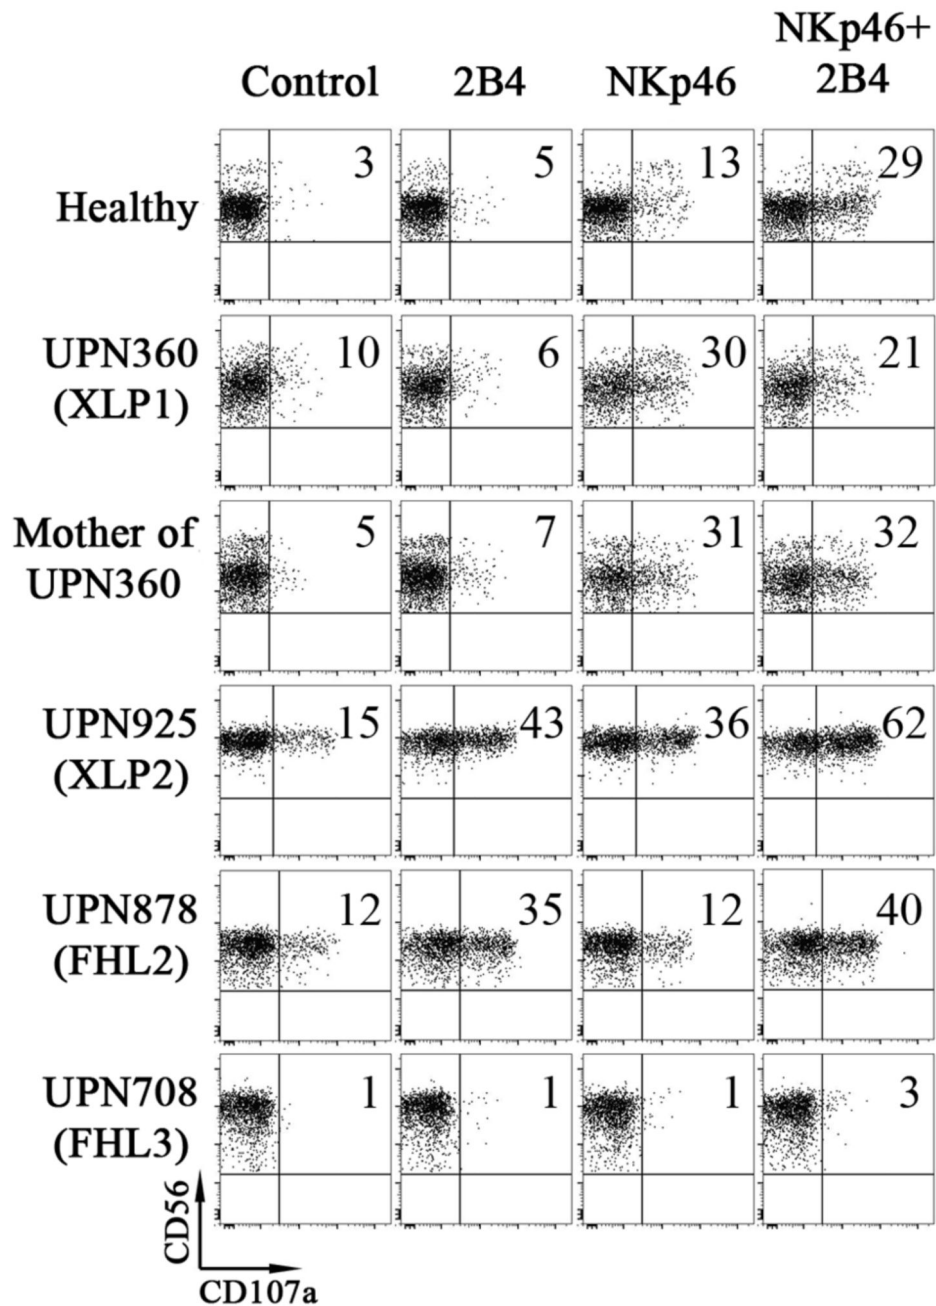 NKp46+
Control 2B4 NKp46 2B4
Healthy 3 5 13 29
UPN360
(XLP1) 10 6 30 21
Mother of
UPN360 5 7 31 32
UPN925
(XLP2) 15 43 36 62
UPN878
(FHL2) 12 35 12 40
UPN708
(FHL3) 1 1 1 3
CD56
CD107a